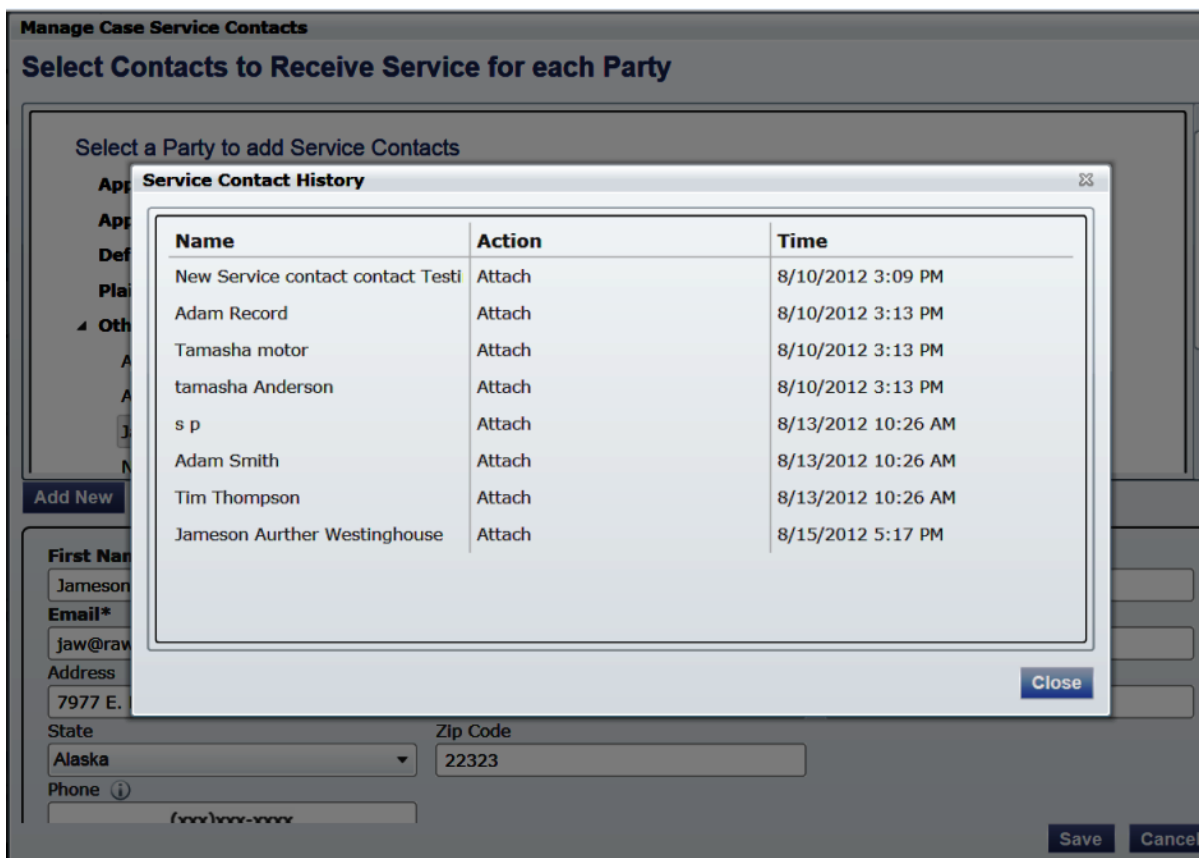 Manage Case Service Contacts
Select Contacts to Receive Service for each Party
Select a Party to add Service Contacts
Service Contact History
Name Action Time
New Service contact contact Testi Attach 8/10/2012 3:09 PM
Adam Record Attach 8/10/2012 3:13 PM
Tamasha motor Attach 8/10/2012 3:13 PM
tamasha Anderson Attach 8/10/2012 3:13 PM
s p Attach 8/13/2012 10:26 AM
Adam Smith Attach 8/13/2012 10:26 AM
Tim Thompson Attach 8/13/2012 10:26 AM
Jameson Aurther Westinghouse Attach 8/15/2012 5:17 PM
Close
Add New
First
Jameson
Email*
Address
7977 E.
State Zip Code
Alaska 22323
Phone
(xxx)xxx-xxxx
Save Cancel